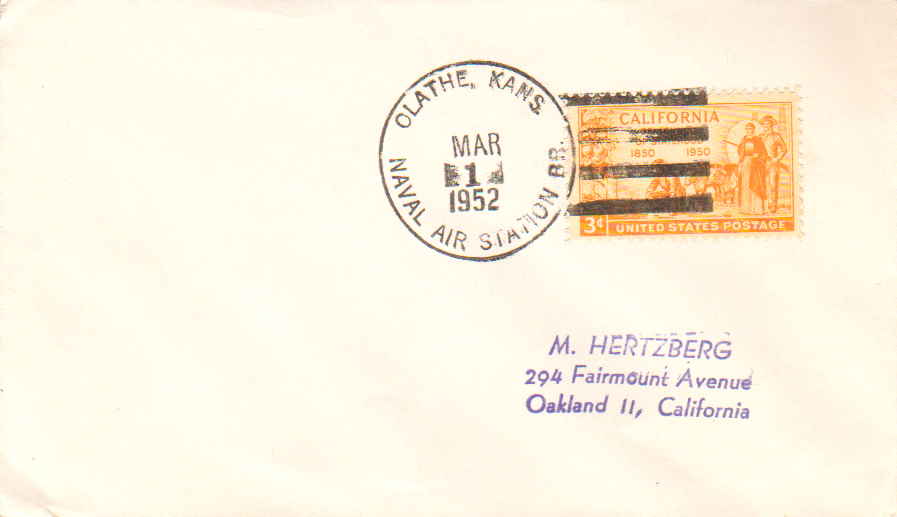 OLATHE, KANS.
NAVAL AIR STATION BR.
MAR
1
1952
CALIFORNIA
1850 1950
3¢ UNITED STATES POSTAGE
M. HERTZBERG
294 Fairmount Avenue
Oakland 11, California